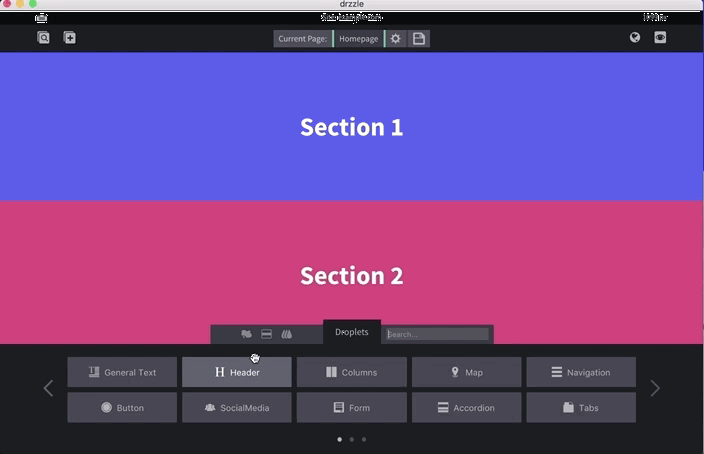 drzzle
Current Page: Homepage
Section 1
Section 2
Droplets Search...
General Text H Header Columns Map Navigation
Button SocialMedia Form Accordion Tabs